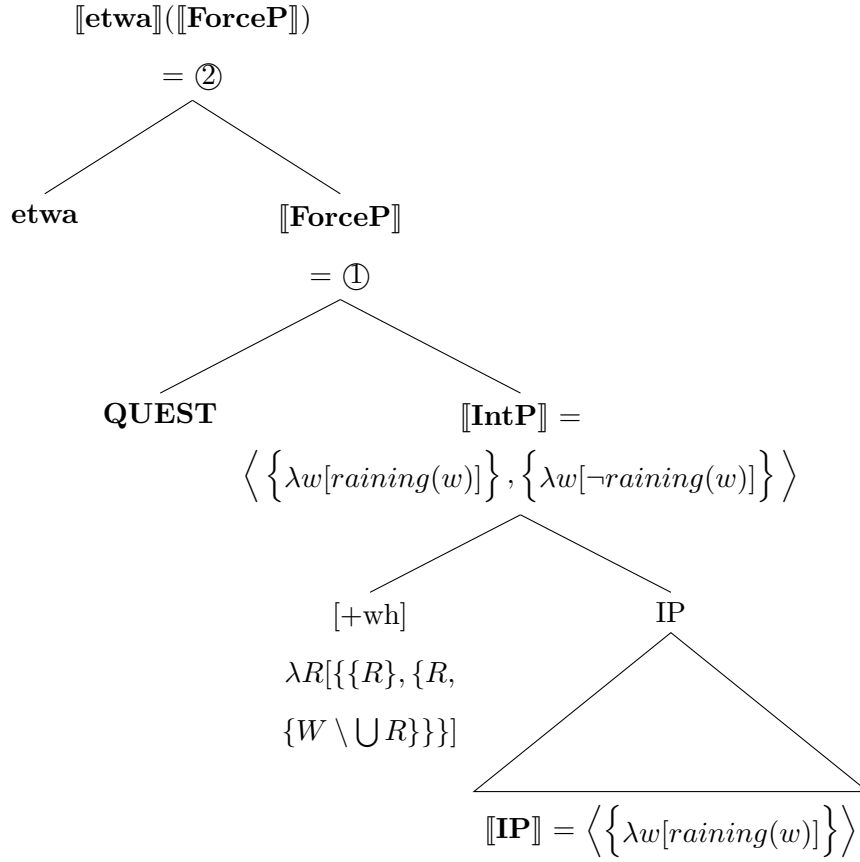 ⟦etwa⟧(⟦ForceP⟧)
= ②
etwa
⟦ForceP⟧
= ①
QUEST
⟦IntP⟧ =
⟨ {λw[raining(w)]}, {λw[¬raining(w)]} ⟩
[+wh]
IP
λR[{{R}, {R,
{W \ ⋃ R}}}]
⟦IP⟧ = ⟨{λw[raining(w)]}⟩